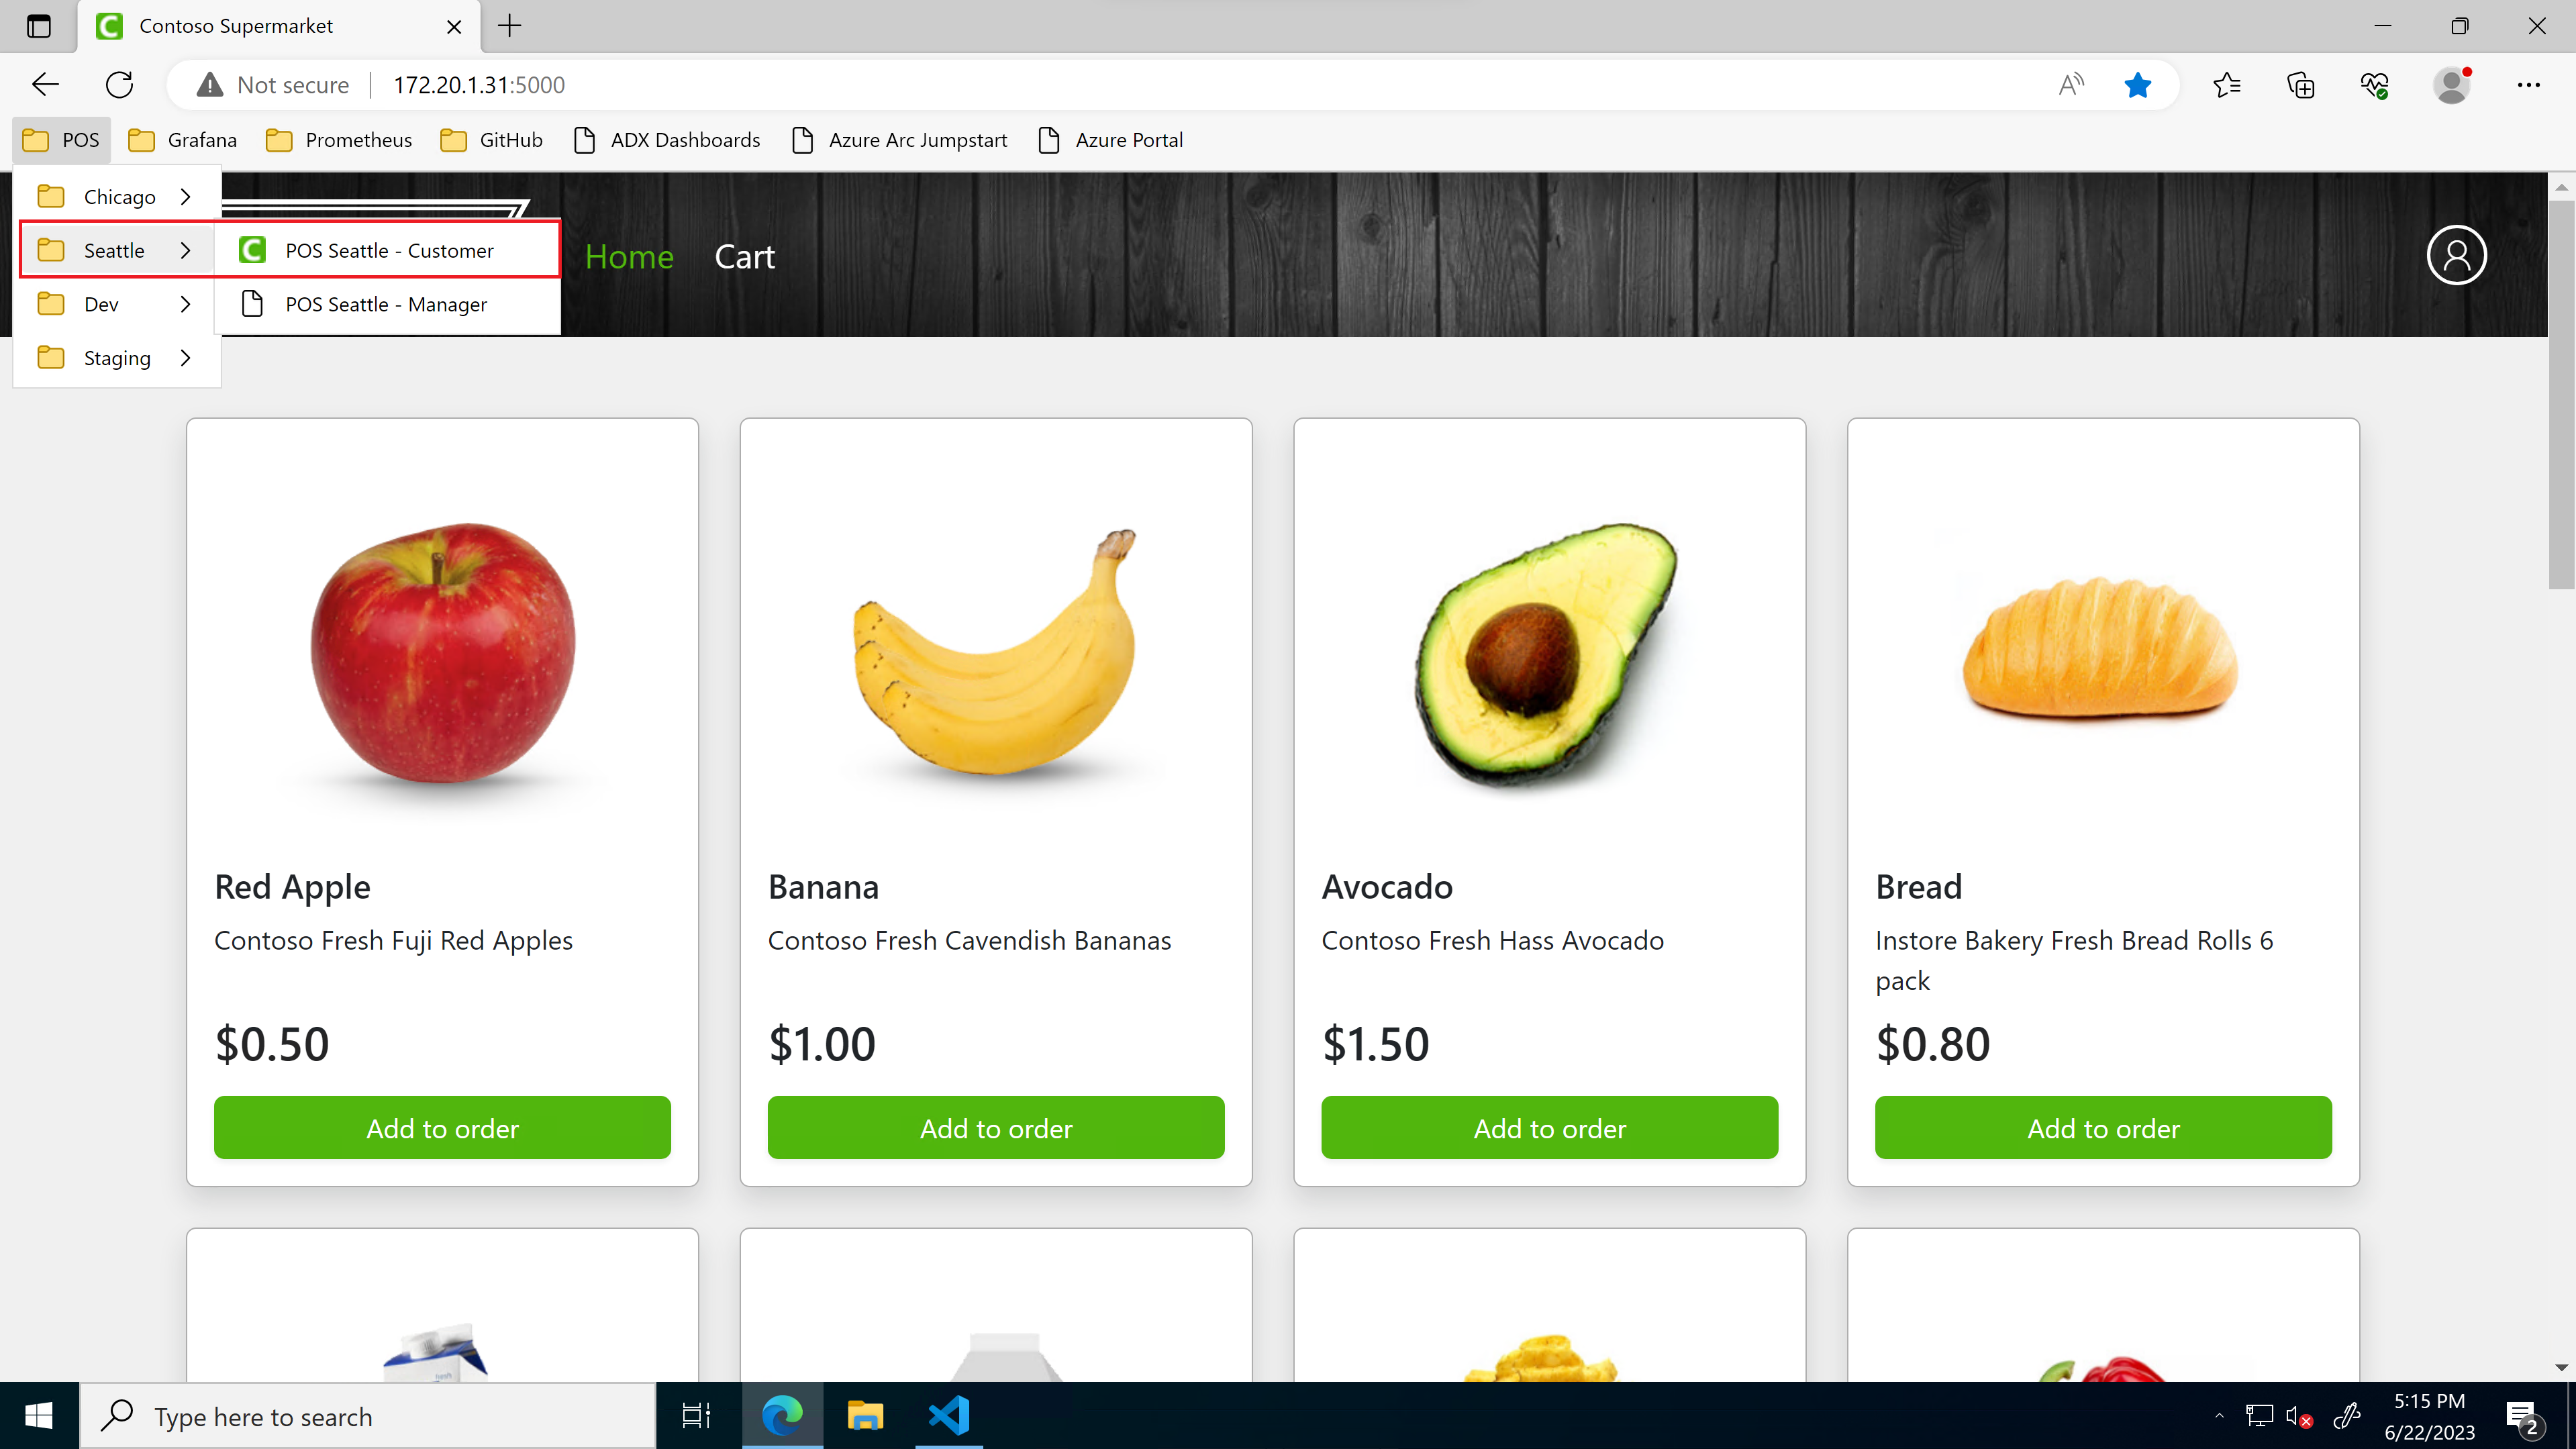 Contoso Supermarket
Not secure
172.20.1.31:5000
POS
Grafana
Prometheus
GitHub
ADX Dashboards
Azure Arc Jumpstart
Azure Portal
Chicago
Seattle
Dev
Staging
POS Seattle - Customer
POS Seattle - Manager
Home
Cart
Red Apple
Contoso Fresh Fuji Red Apples
$0.50
Add to order
Banana
Contoso Fresh Cavendish Bananas
$1.00
Add to order
Avocado
Contoso Fresh Hass Avocado
$1.50
Add to order
Bread
Instore Bakery Fresh Bread Rolls 6
pack
$0.80
Add to order
Type here to search
5:15 PM
6/22/2023
2